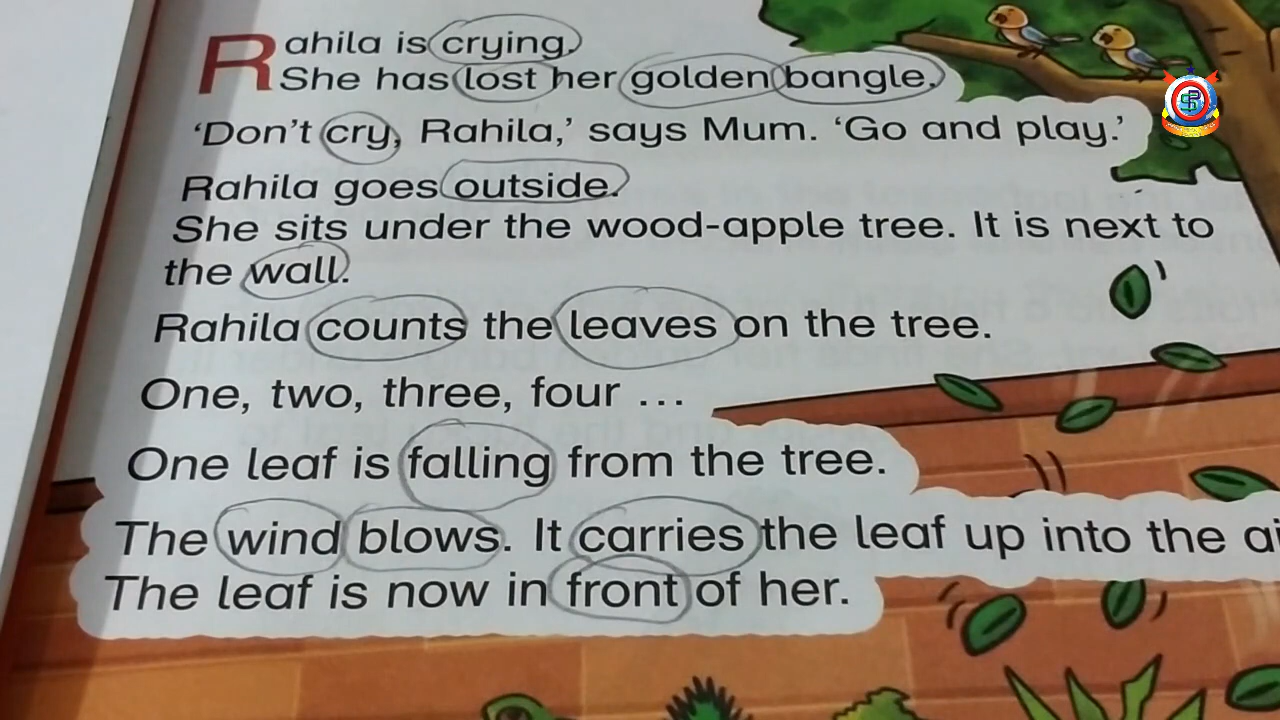 Rahila is crying.
She has lost her golden bangle.
‘Don’t cry, Rahila,’ says Mum. ‘Go and play.’
Rahila goes outside.
She sits under the wood-apple tree. It is next to
the wall.
Rahila counts the leaves on the tree.
One, two, three, four ...
One leaf is falling from the tree.
The wind blows. It carries the leaf up into the
The leaf is now in front of her.